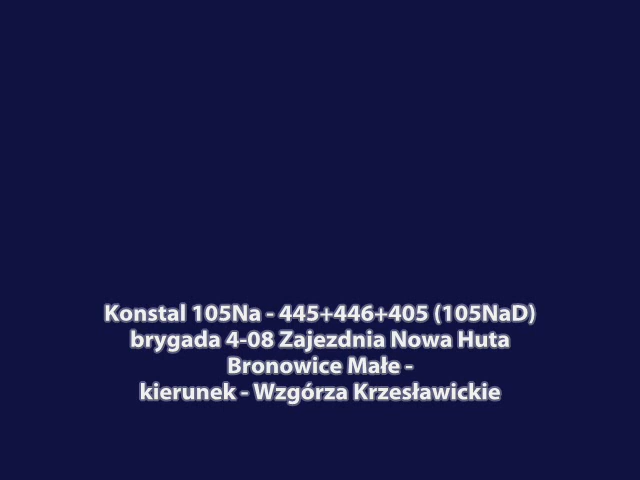 Konstal 105Na - 445+446+405 (105NaD)
brygada 4-08 Zajezdnia Nowa Huta
Bronowice Małe -
kierunek - Wzgórza Krzesławickie